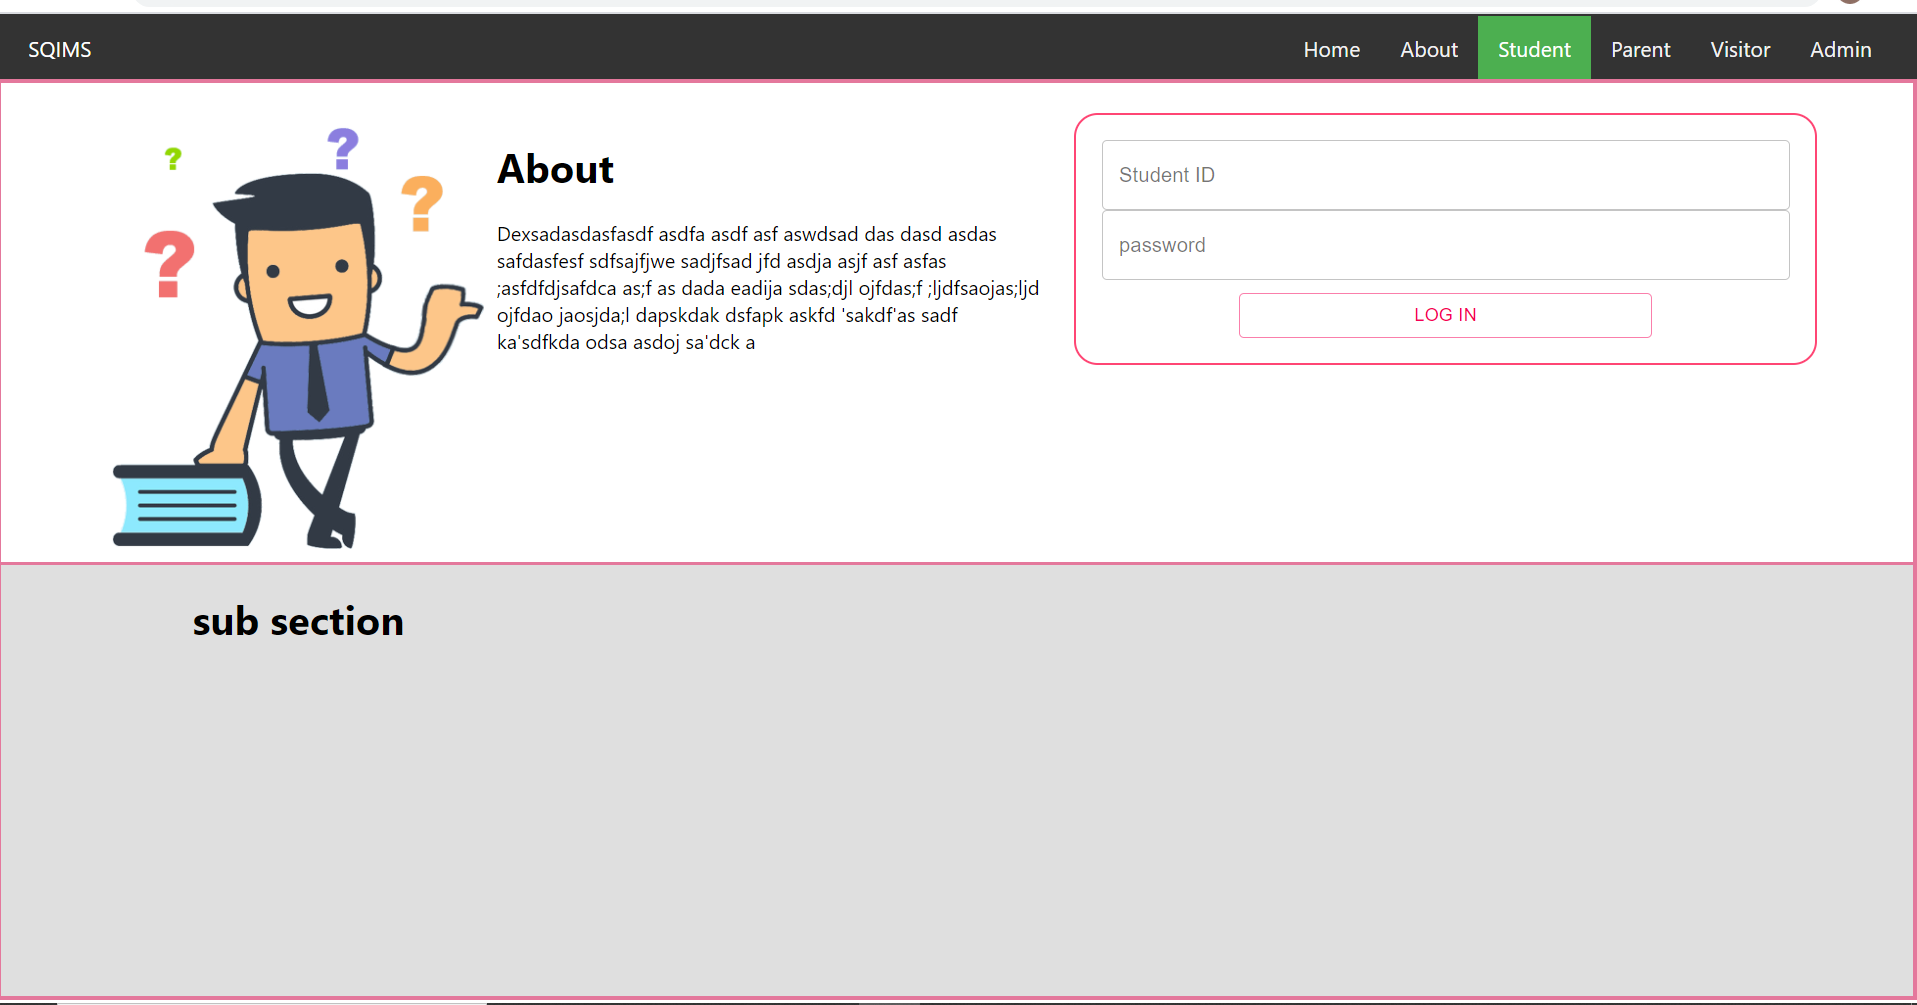 SQIMS
Home About Student Parent Visitor Admin
?
?
?
?
About
Dexsadasdasfasdf asdfa asdf asf aswdsad das dasd asdas
safdasfesf sdfsajfjwe sadjfsad jfd asdja asjf asf asfas
;asfdfdjsafdca as;f as dada eadija sdas;djl ojfdas;f ;ljdfsaojas;ljd
ojfdao jaosjda;l dapskdak dsfapk askfd 'sakdf'as sadf
ka'sdfkda odsa asdoj sa'dck a
Student ID
password
LOG IN
sub section